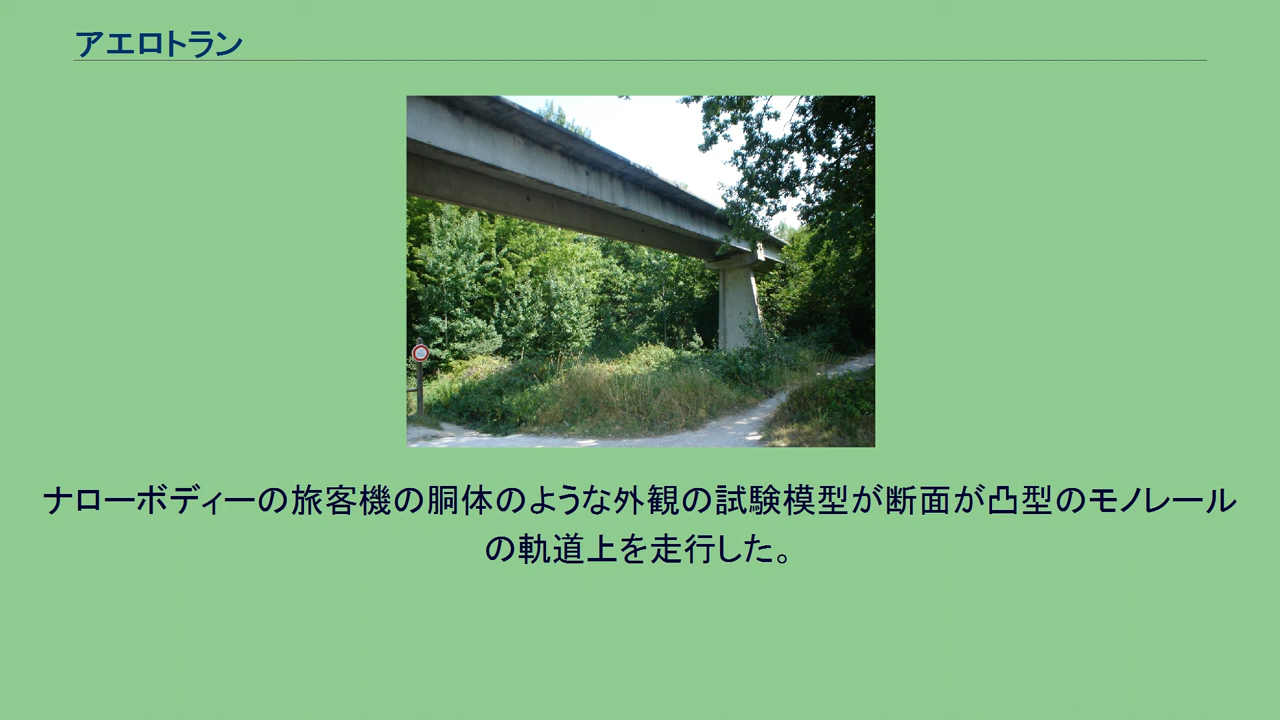 アエロトラン
ナローボディーの旅客機の胴体のような外観の試験模型が断面が凸型のモノレール
の軌道上を走行した。